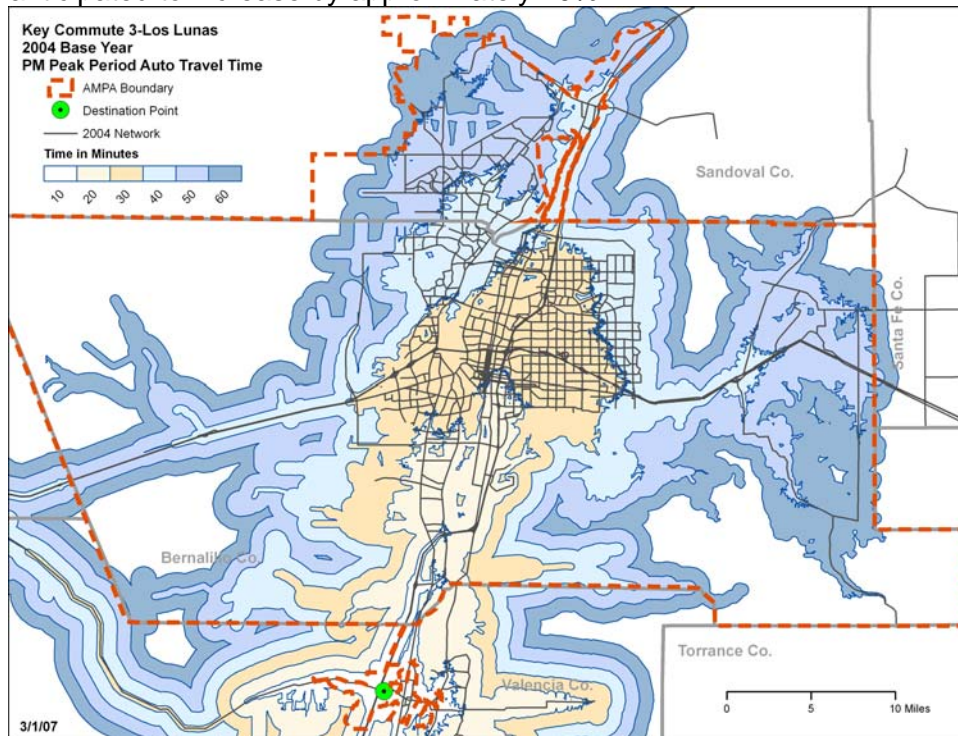 Key Commute 3-Los Lunas
2004 Base Year
PM Peak Period Auto Travel Time
AMPA Boundary
Destination Point
2004 Network
Time in Minutes
10 20 30 40 50 60
Sandoval Co.
Santa Fe Co.
Bernalillo Co.
Torrance Co.
Valencia Co.
0 5 10 Miles
3/1/07